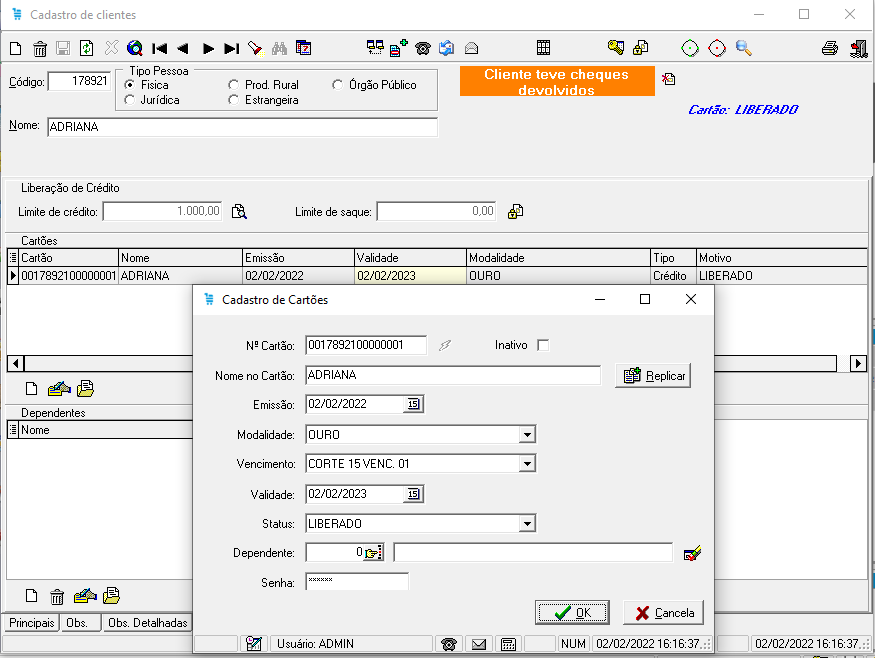 Cadastro de clientes
Código: 178921
Tipo Pessoa
Física
Prod. Rural
Órgão Público
Jurídica
Estrangeira
Cliente teve cheques
devolvidos
Cartão: LIBERADO
Nome: ADRIANA
Liberação de Crédito
Limite de crédito: 1.000,00
Limite de saque: 0,00
Cartões
Cartão Nome Emissão Validade Modalidade Tipo Motivo
0017892100000001 ADRIANA 02/02/2022 02/02/2023 OURO Crédito LIBERADO
Cadastro de Cartões
Nº Cartão: 0017892100000001 Inativo
Nome no Cartão: ADRIANA Replicar
Emissão: 02/02/2022 15
Modalidade: OURO
Vencimento: CORTE 15 VENC. 01
Validade: 02/02/2023 15
Status: LIBERADO
Dependente: 0
Senha: ******
OK Cancela
Dependentes
Nome
Principais Obs. Obs. Detalhadas
Usuário: ADMIN NUM 02/02/2022 16:16:37
02/02/2022 16:16:37